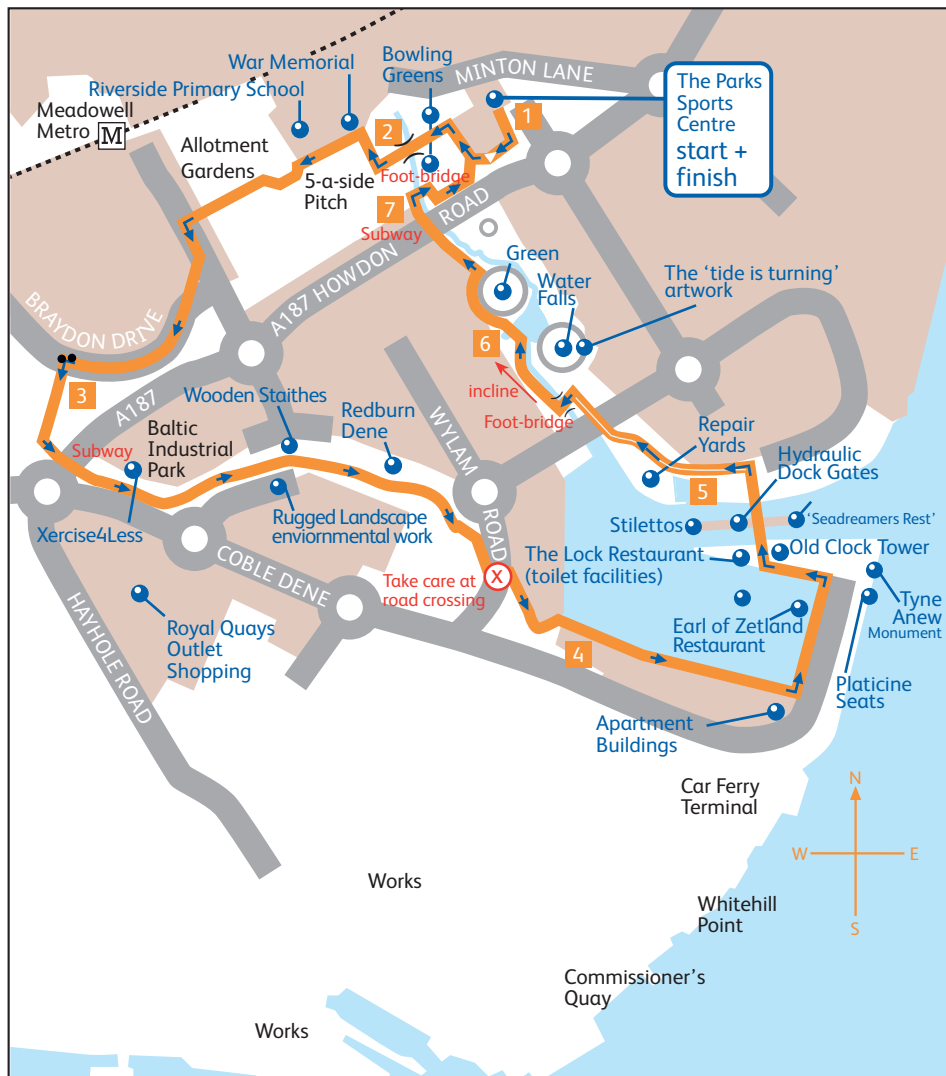 War Memorial
Bowling
Greens
MINTON LANE
The Parks
Sports
Centre
start +
finish
Riverside Primary School
Meadowell
Metro
M
1
2
Allotment
Gardens
5-a-side
Pitch
Foot-bridge
7
Subway
A187 HOWDON ROAD
Green
Water
Falls
The ‘tide is turning’
artwork
BRAYDON DRIVE
6
incline
Foot-bridge
3
A187
Wooden Staithes
Redburn
Dene
WYLAM ROAD
Repair
Yards
Baltic
Industrial
Park
Subway
Hydraulic
Dock Gates
5
Xercise4Less
Rugged Landscape
enviornmental work
Stilettos
‘Seadreamers Rest’
The Lock Restaurant
(toilet facilities)
Old Clock Tower
COBLE DENE
X
Take care at
road crossing
HAYHOLE ROAD
Royal Quays
Outlet
Shopping
Earl of Zetland
Restaurant
Tyne
Anew
Monument
4
Platicine
Seats
Apartment
Buildings
Car Ferry
Terminal
N
W
E
S
Works
Whitehill
Point
Commissioner's
Quay
Works